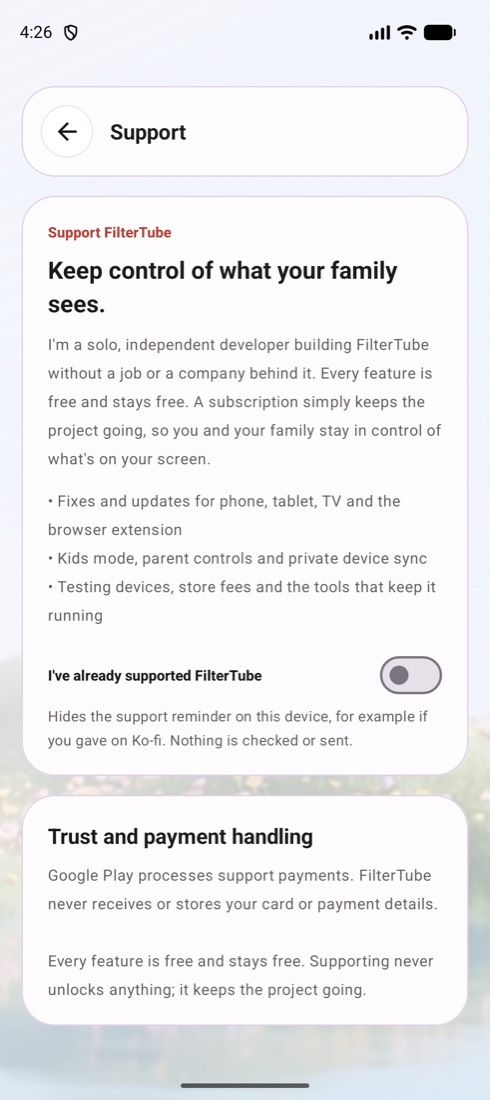 4:26
Support
Support FilterTube
Keep control of what your family
sees.
I'm a solo, independent developer building FilterTube
without a job or a company behind it. Every feature is
free and stays free. A subscription simply keeps the
project going, so you and your family stay in control of
what's on your screen.
• Fixes and updates for phone, tablet, TV and the
browser extension
• Kids mode, parent controls and private device sync
• Testing devices, store fees and the tools that keep it
running
I've already supported FilterTube
Hides the support reminder on this device, for example if
you gave on Ko-fi. Nothing is checked or sent.
Trust and payment handling
Google Play processes support payments. FilterTube
never receives or stores your card or payment details.
Every feature is free and stays free. Supporting never
unlocks anything; it keeps the project going.